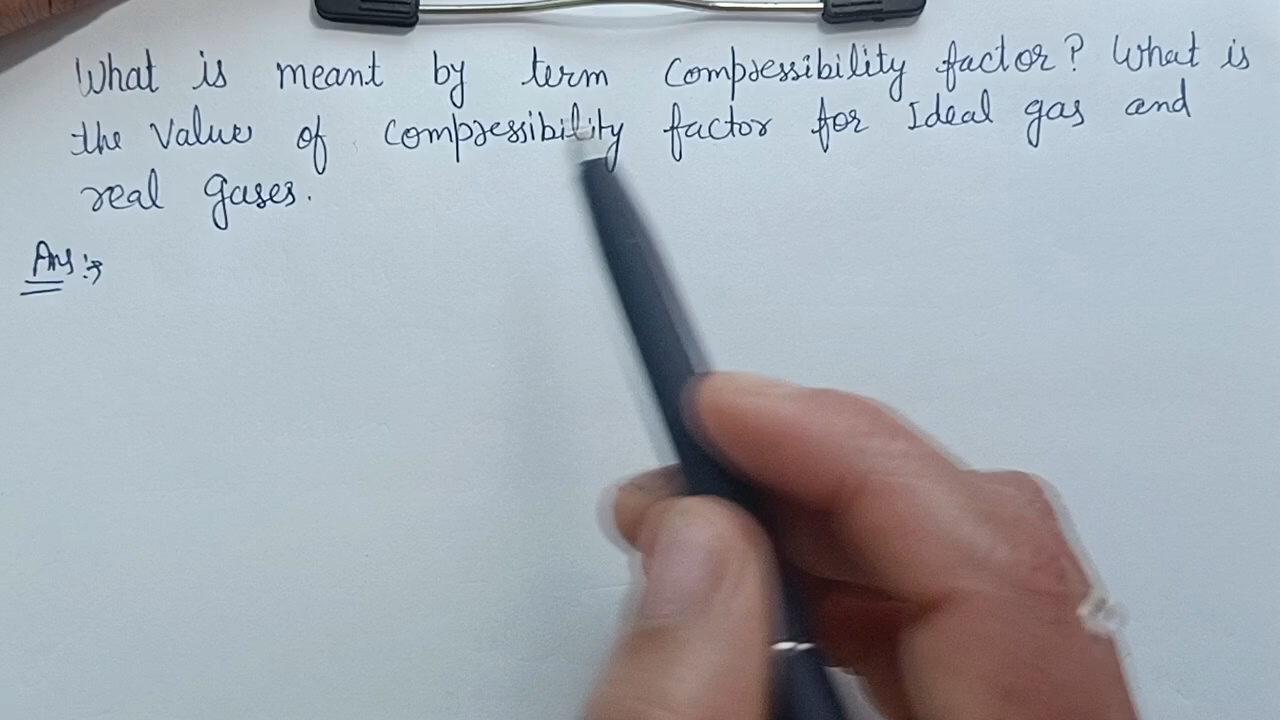 What is meant by term compressibility factor? What is
the value of compressibility factor for Ideal gas and
real gases.
Ans :→